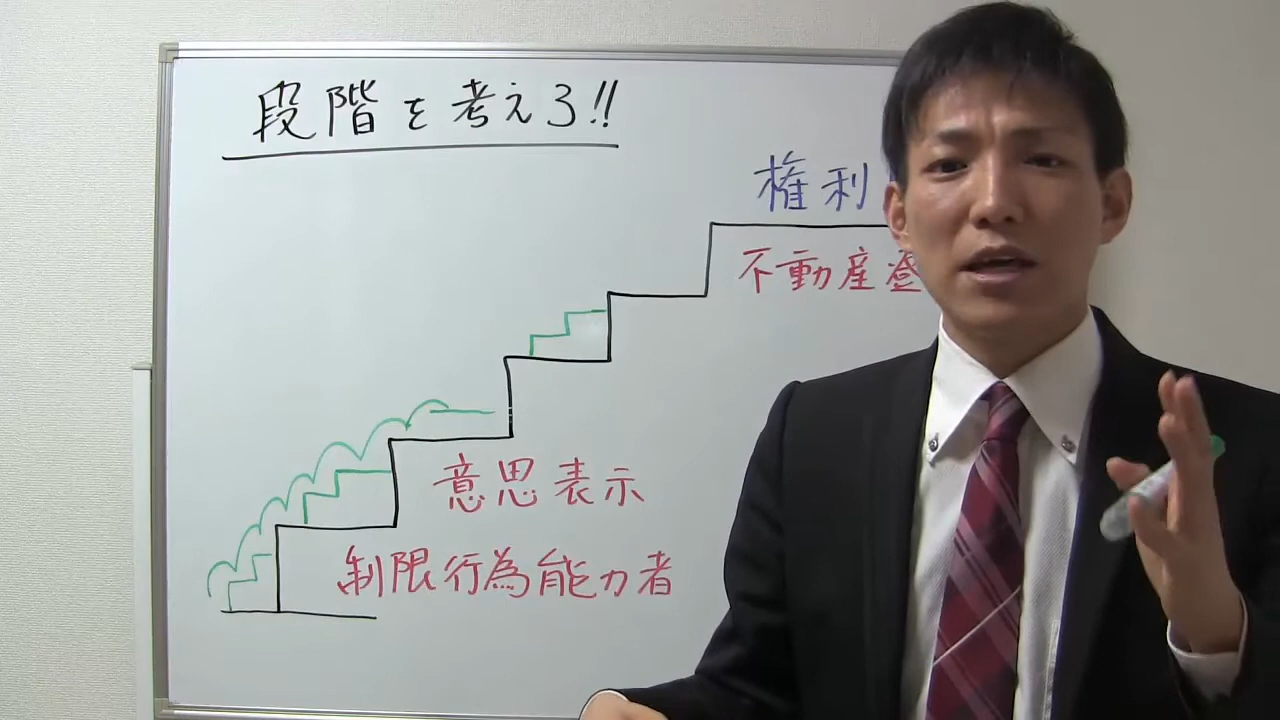 段階を考えろ!!
権利
不動産登
意思表示
制限行為能力者